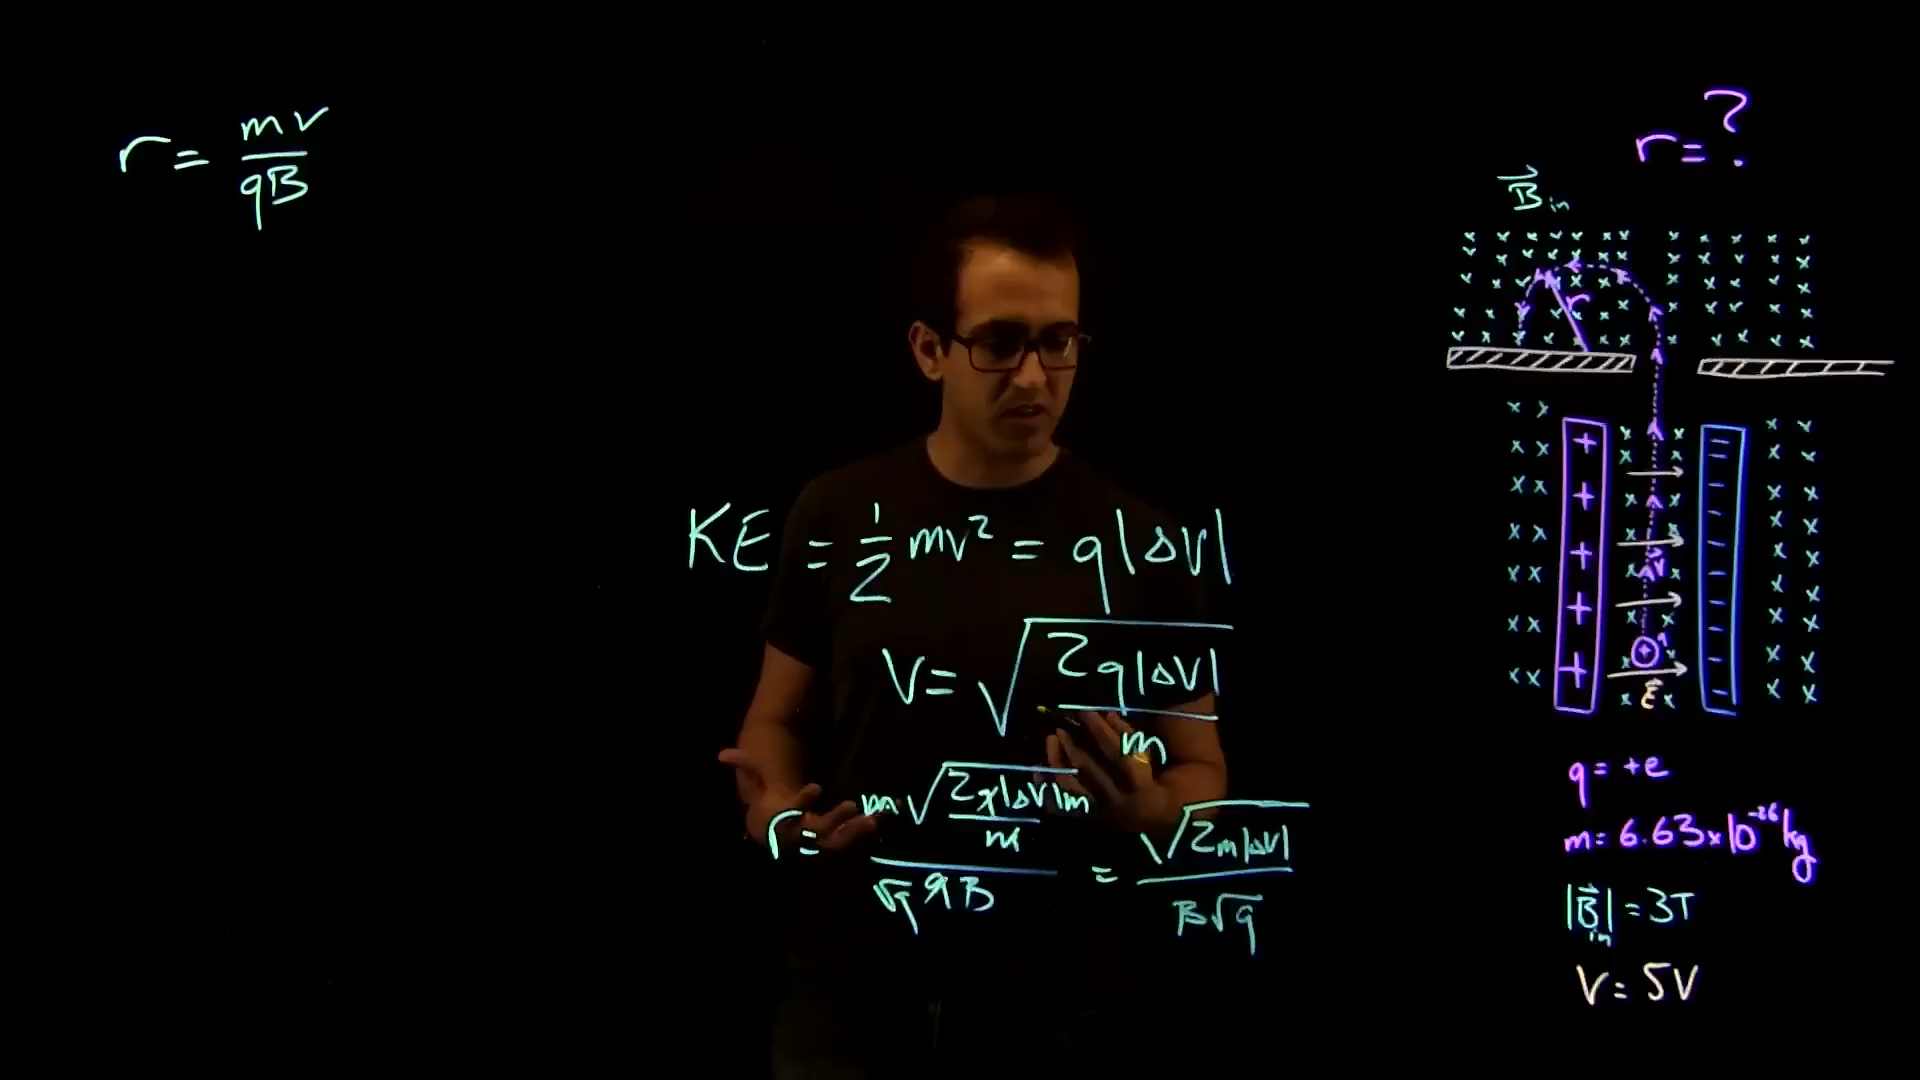 r = mv / qB
KE = 1/2 mv² = q|ΔV|
V = √(2q|ΔV| / m)
r = m√(2q|ΔV|m / m) / √q qB = √(2m|ΔV|) / B√q
r = ?
B⃗ in
r
+ −
v⃗
E⃗
q = +e
m = 6.63×10⁻²⁶ kg
|B⃗ in| = 3T
V = 5V